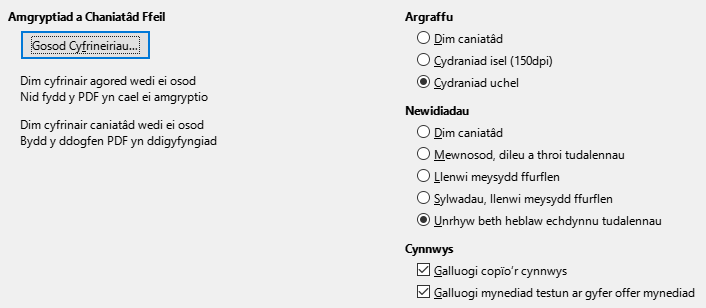 Amgryptiad a Chaniatâd Ffeil
Gosod Cyfrineiriau...
Dim cyfrinair agored wedi ei osod
Nid fydd y PDF yn cael ei amgryptio
Dim cyfrinair caniatâd wedi ei osod
Bydd y ddogfen PDF yn ddigyfyngiad
Argraffu
Dim caniatâd
Cydraniad isel (150dpi)
Cydraniad uchel
Newidiadau
Dim caniatâd
Mewnosod, dileu a throi tudalennau
Llenwi meysydd ffurflen
Sylwadau, llenwi meysydd ffurflen
Unrhyw beth heblaw echdynnu tudalennau
Cynnwys
Galluogi copïo'r cynnwys
Galluogi mynediad testun ar gyfer offer mynediad